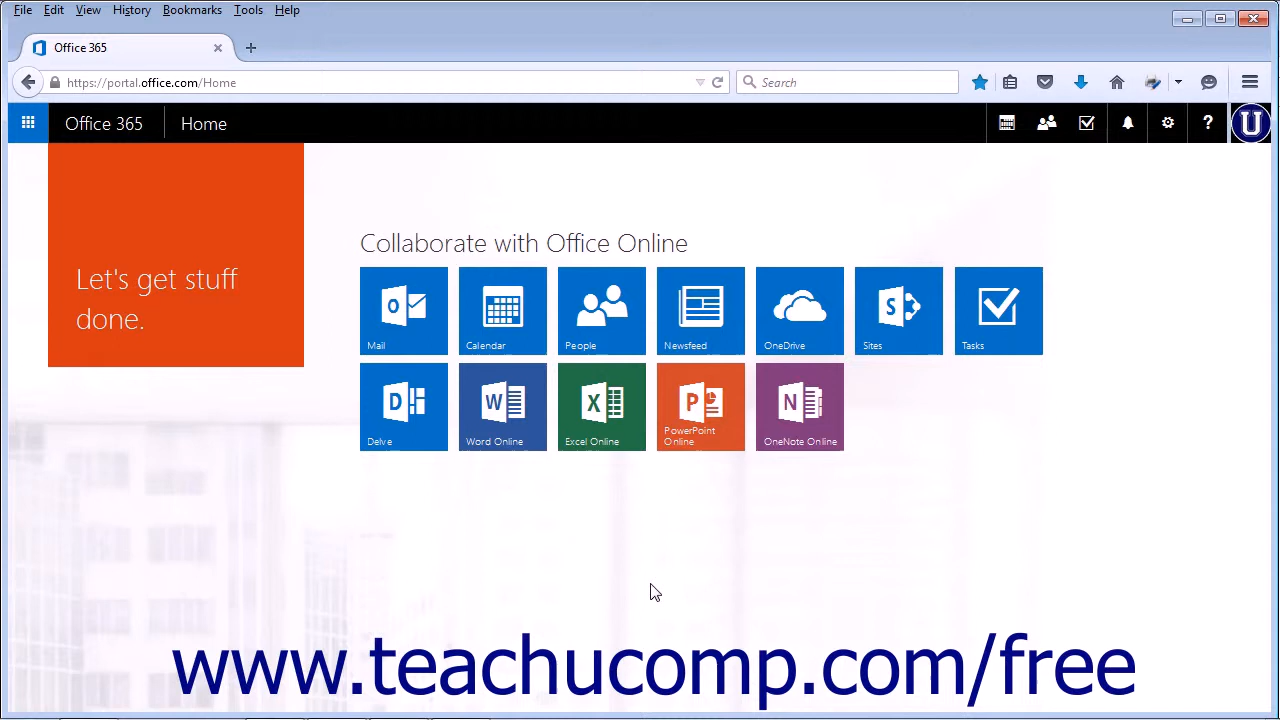 File Edit View History Bookmarks Tools Help
Office 365
https://portal.office.com/Home
Search
Office 365 Home
U
Let's get stuff
done.
Collaborate with Office Online
Mail Calendar People Newsfeed OneDrive Sites Tasks
Delve Word Online Excel Online PowerPoint Online OneNote Online
www.teachucomp.com/free